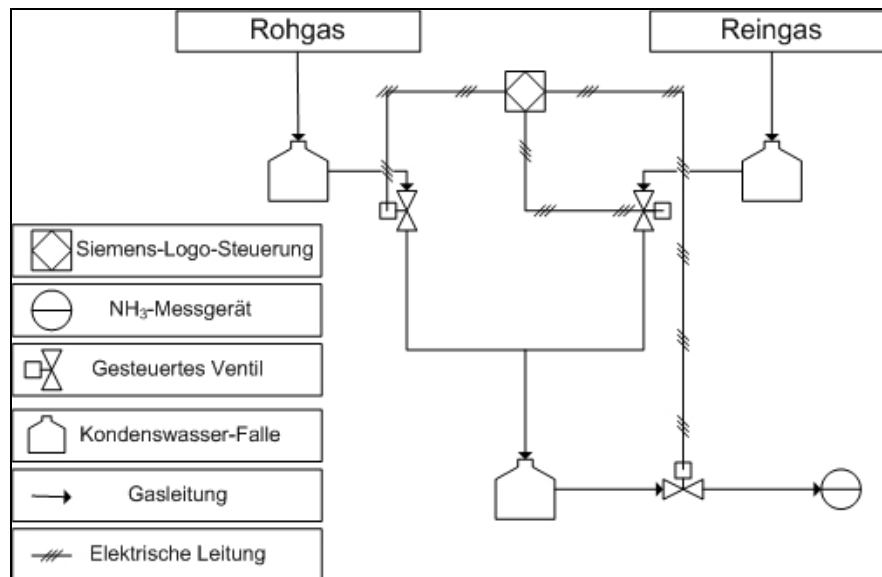 Rohgas
Reingas
Siemens-Logo-Steuerung
NH₃-Messgerät
Gesteuertes Ventil
Kondenswasser-Falle
Gasleitung
Elektrische Leitung